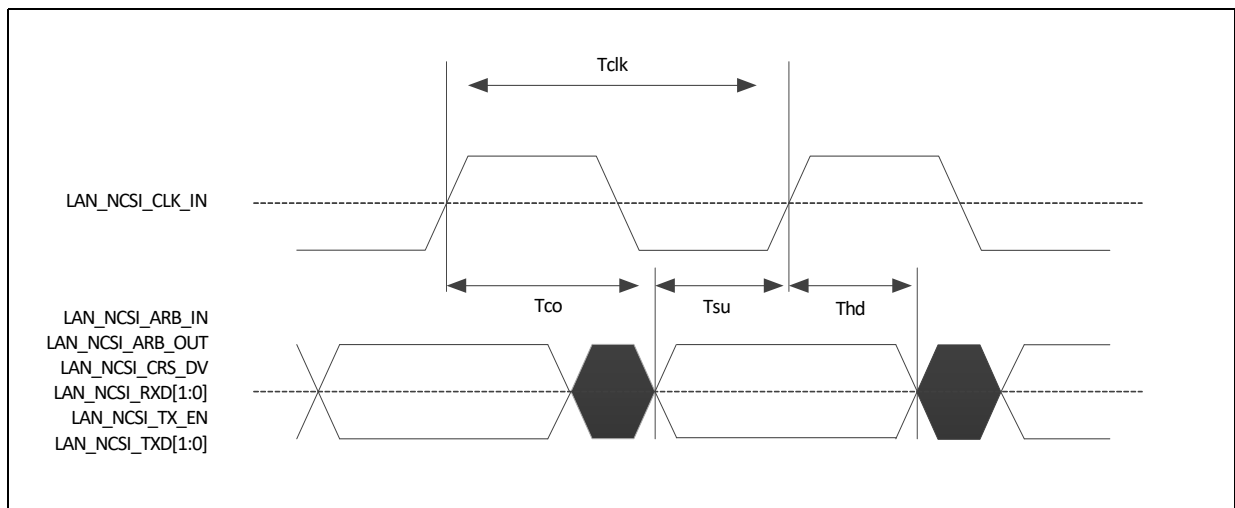 Tclk
LAN_NCSI_CLK_IN
Tco
Tsu
Thd
LAN_NCSI_ARB_IN
LAN_NCSI_ARB_OUT
LAN_NCSI_CRS_DV
LAN_NCSI_RXD[1:0]
LAN_NCSI_TX_EN
LAN_NCSI_TXD[1:0]